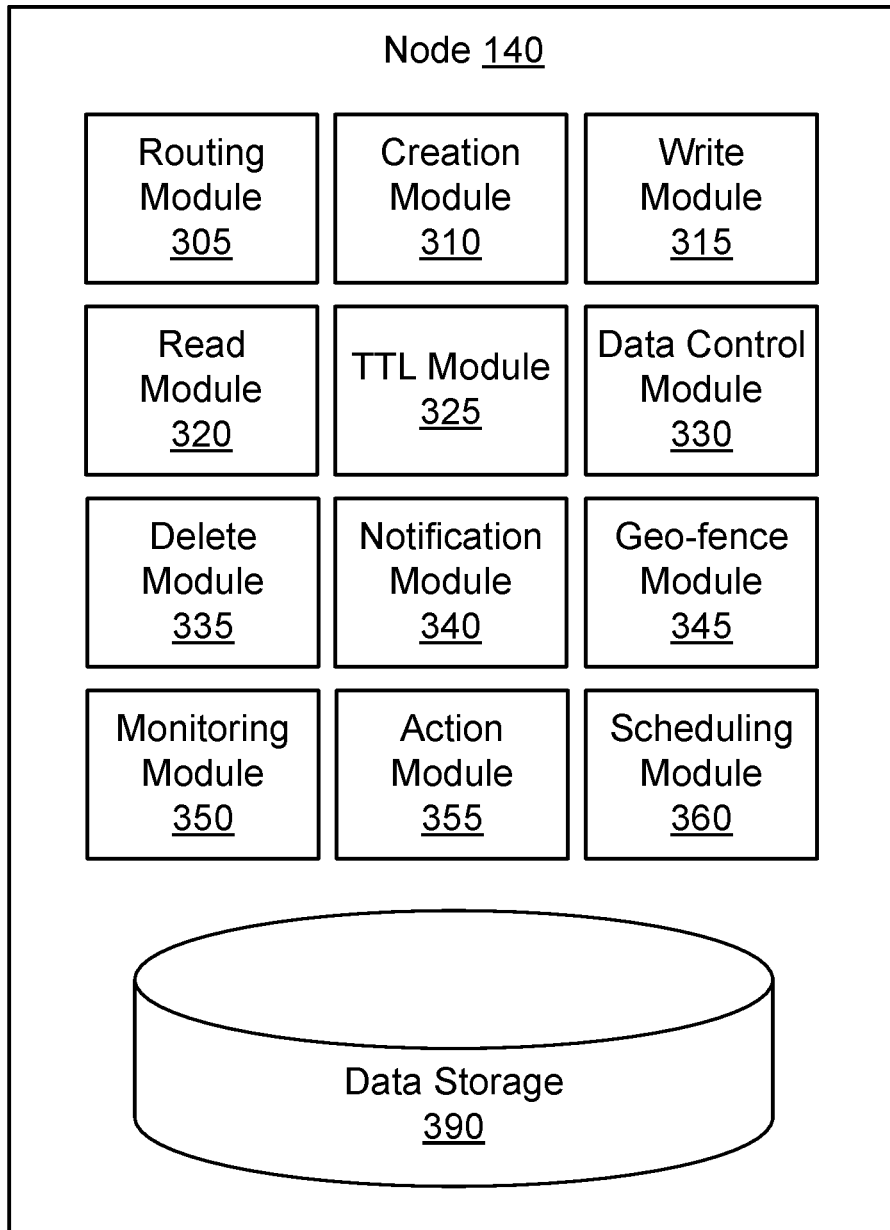 Node 140
Routing
Module
305
Creation
Module
310
Write
Module
315
Read
Module
320
TTL Module
325
Data Control
Module
330
Delete
Module
335
Notification
Module
340
Geo-fence
Module
345
Monitoring
Module
350
Action
Module
355
Scheduling
Module
360
Data Storage
390